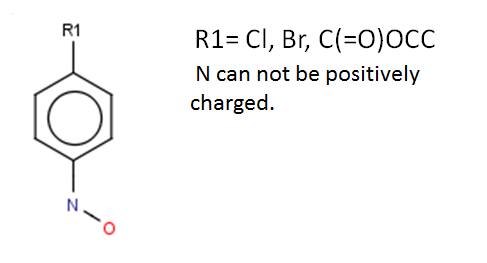 R1
R1= Cl, Br, C(=O)OCC
N can not be positively
charged.
N
O